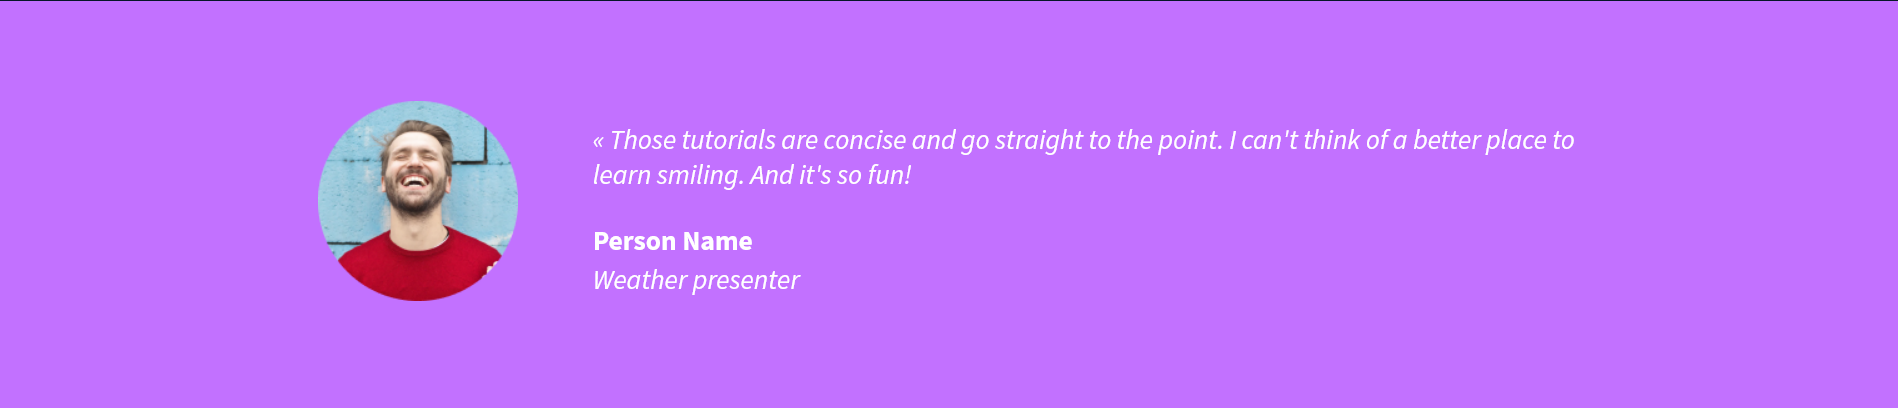 « Those tutorials are concise and go straight to the point. I can't think of a better place to
learn smiling. And it's so fun!
Person Name
Weather presenter